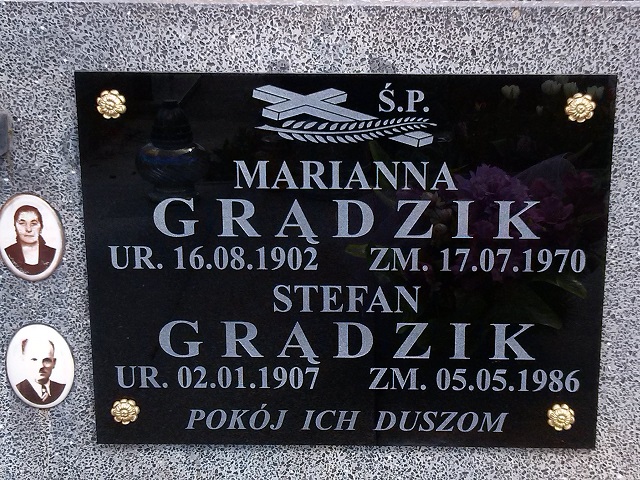 Ś.P.
MARIANNA
GRĄDZIK
UR. 16.08.1902 ZM. 17.07.1970
STEFAN
GRĄDZIK
UR. 02.01.1907 ZM. 05.05.1986
POKÓJ ICH DUSZOM